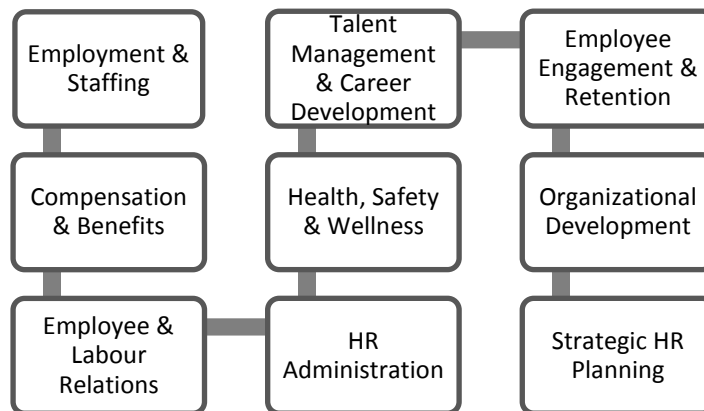 Employment &
Staffing
Compensation
& Benefits
Employee &
Labour
Relations
HR
Administration
Health, Safety
& Wellness
Talent
Management
& Career
Development
Employee
Engagement &
Retention
Organizational
Development
Strategic HR
Planning